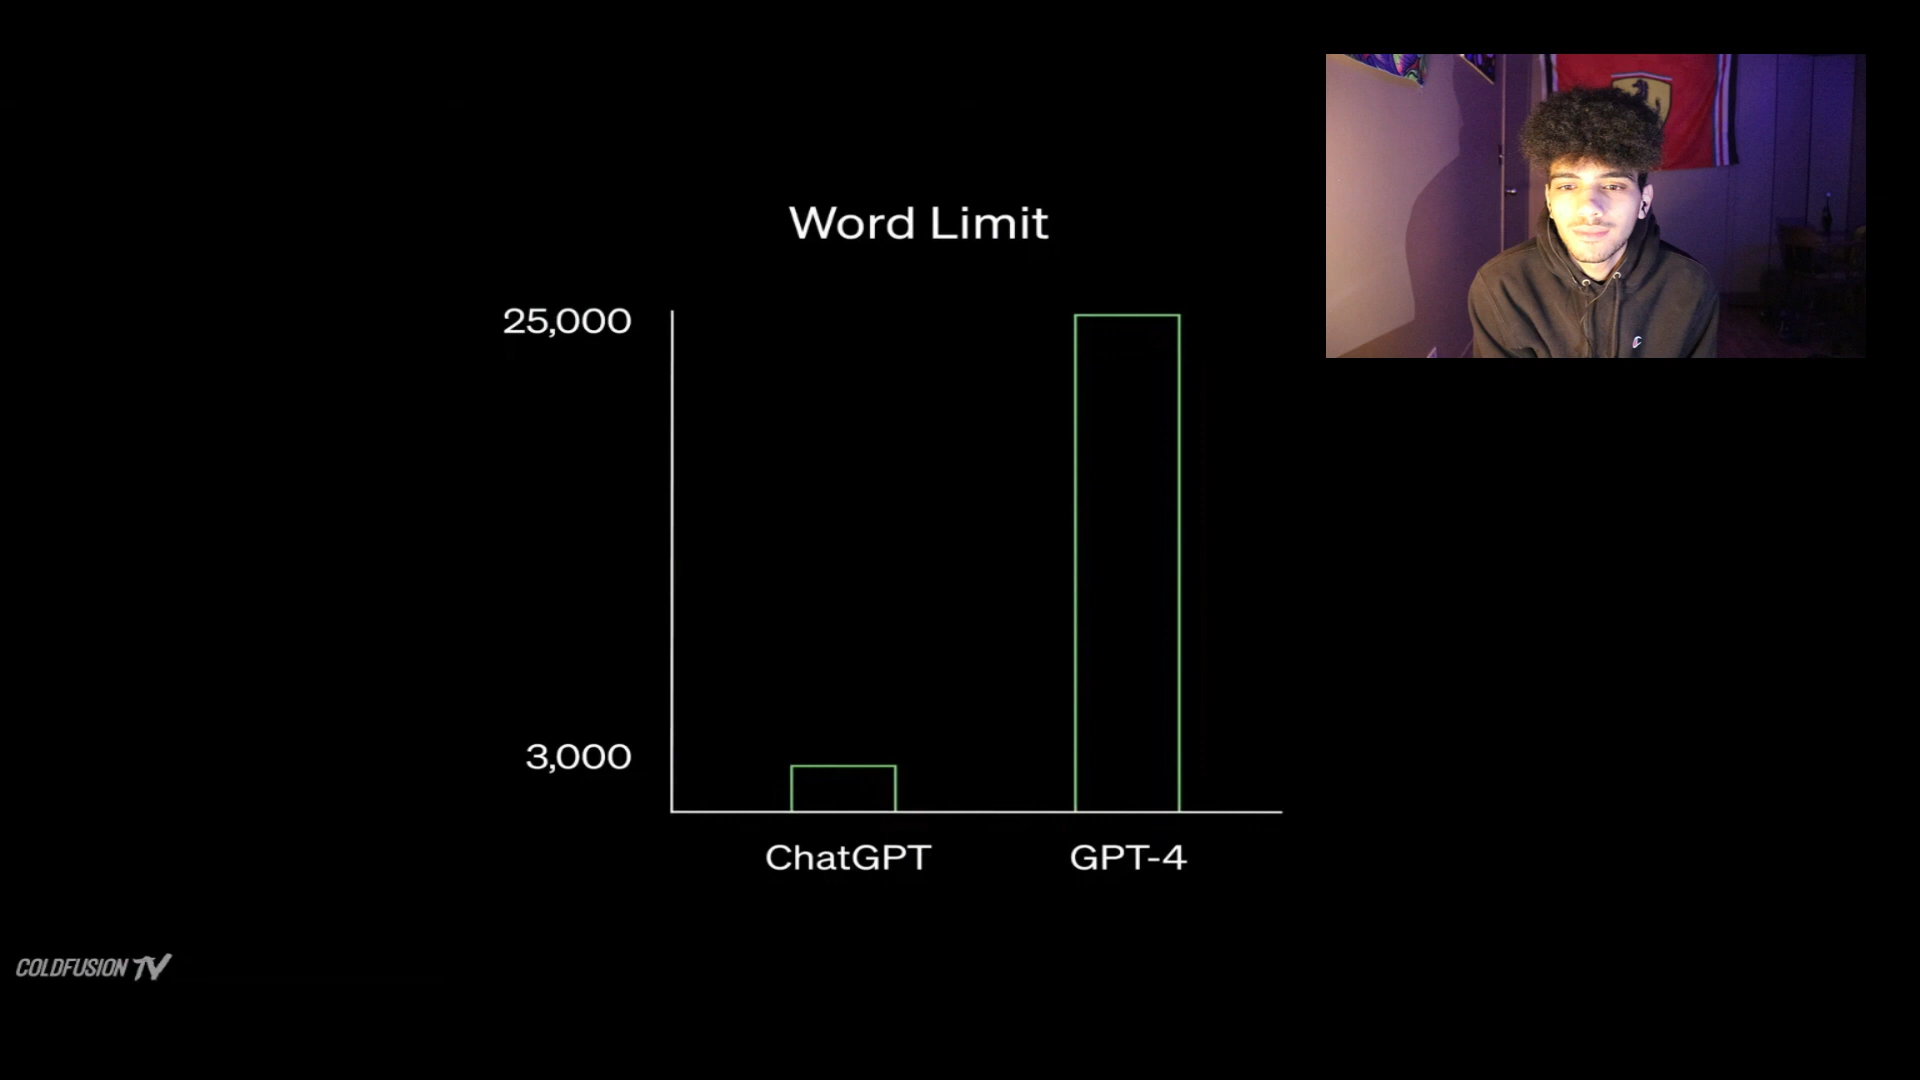 Word Limit
25,000
3,000
ChatGPT
GPT-4
COLDFUSION TV